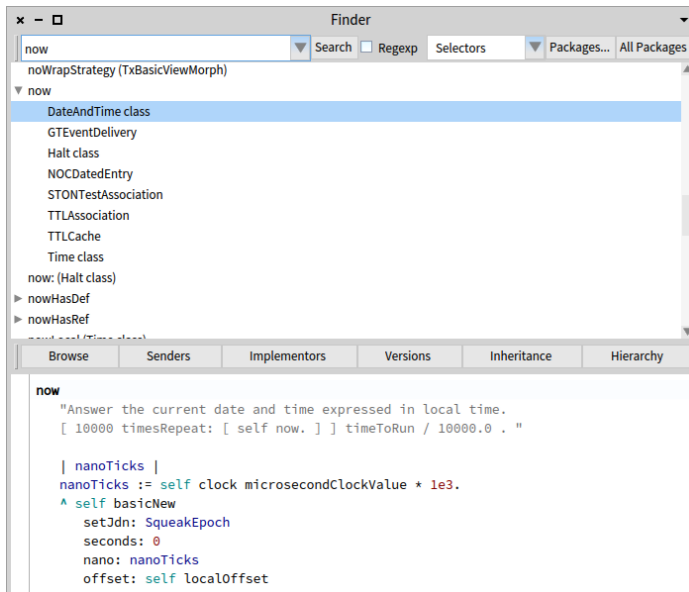 Finder
now
Search
Regexp
Selectors
Packages...
All Packages
noWrapStrategy (TxBasicViewMorph)
now
DateAndTime class
GTEventDelivery
Halt class
NOCDatedEntry
STONTestAssociation
TTLAssociation
TTLCache
Time class
now: (Halt class)
nowHasDef
nowHasRef
nowLocal (Time class)
Browse
Senders
Implementors
Versions
Inheritance
Hierarchy
now
"Answer the current date and time expressed in local time.
[ 10000 timesRepeat: [ self now. ] ] timeToRun / 10000.0 . "
| nanoTicks |
nanoTicks := self clock microsecondClockValue * 1e3.
^ self basicNew
setJdn: SqueakEpoch
seconds: 0
nano: nanoTicks
offset: self localOffset